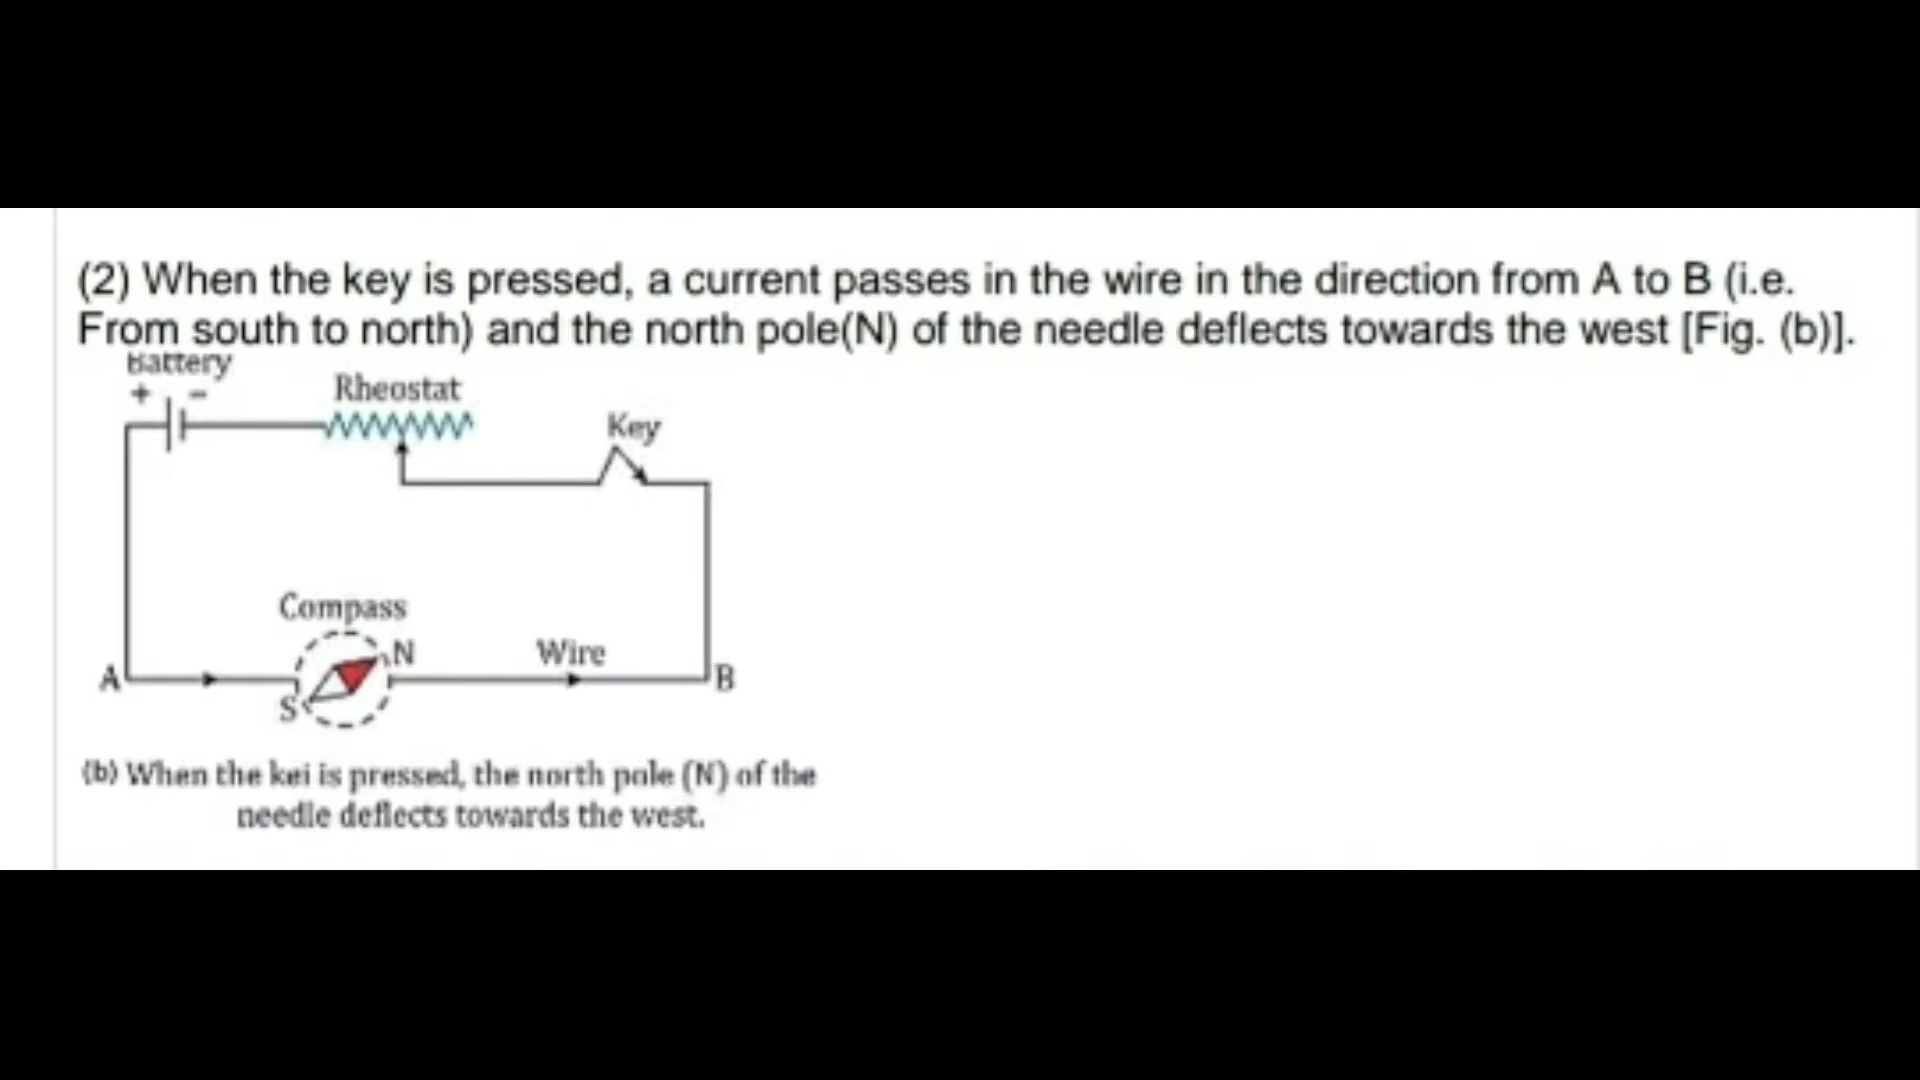 (2) When the key is pressed, a current passes in the wire in the direction from A to B (i.e.
From south to north) and the north pole(N) of the needle deflects towards the west [Fig. (b)].
Battery
+ −
Rheostat
Key
Compass
N
Wire
A
B
S
(b) When the kei is pressed, the north pole (N) of the
needle deflects towards the west.